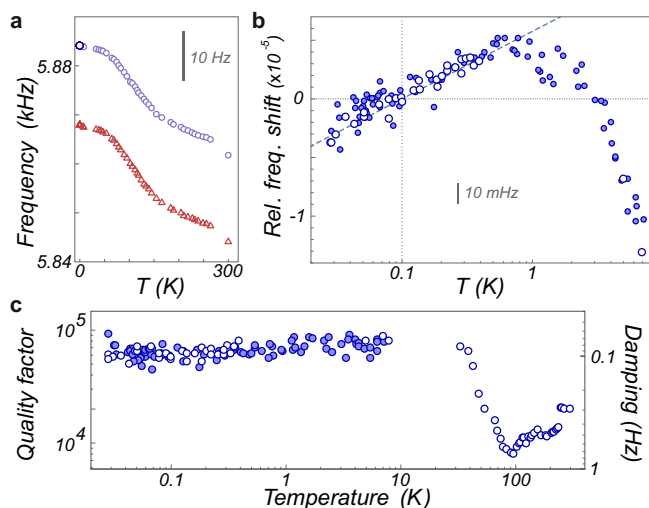 a
5.88
5.84
Frequency (kHz)
10 Hz
0
300
T (K)
b
0
-1
Rel. freq. shift (x10⁻⁵)
10 mHz
0.1
1
T (K)
c
10⁵
10⁴
Quality factor
0.1
1
Damping (Hz)
0.1
1
10
100
Temperature (K)